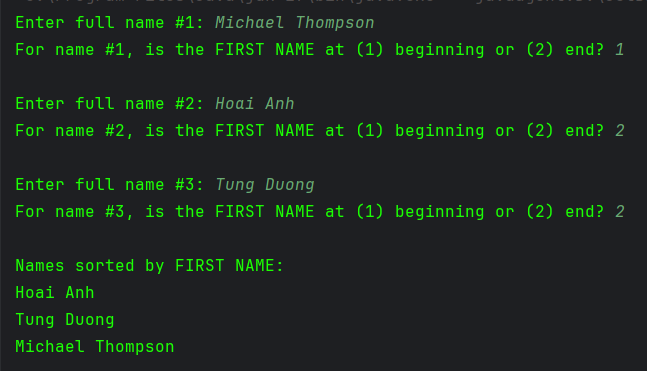 Enter full name #1: Michael Thompson
For name #1, is the FIRST NAME at (1) beginning or (2) end? 1
Enter full name #2: Hoai Anh
For name #2, is the FIRST NAME at (1) beginning or (2) end? 2
Enter full name #3: Tung Duong
For name #3, is the FIRST NAME at (1) beginning or (2) end? 2
Names sorted by FIRST NAME:
Hoai Anh
Tung Duong
Michael Thompson